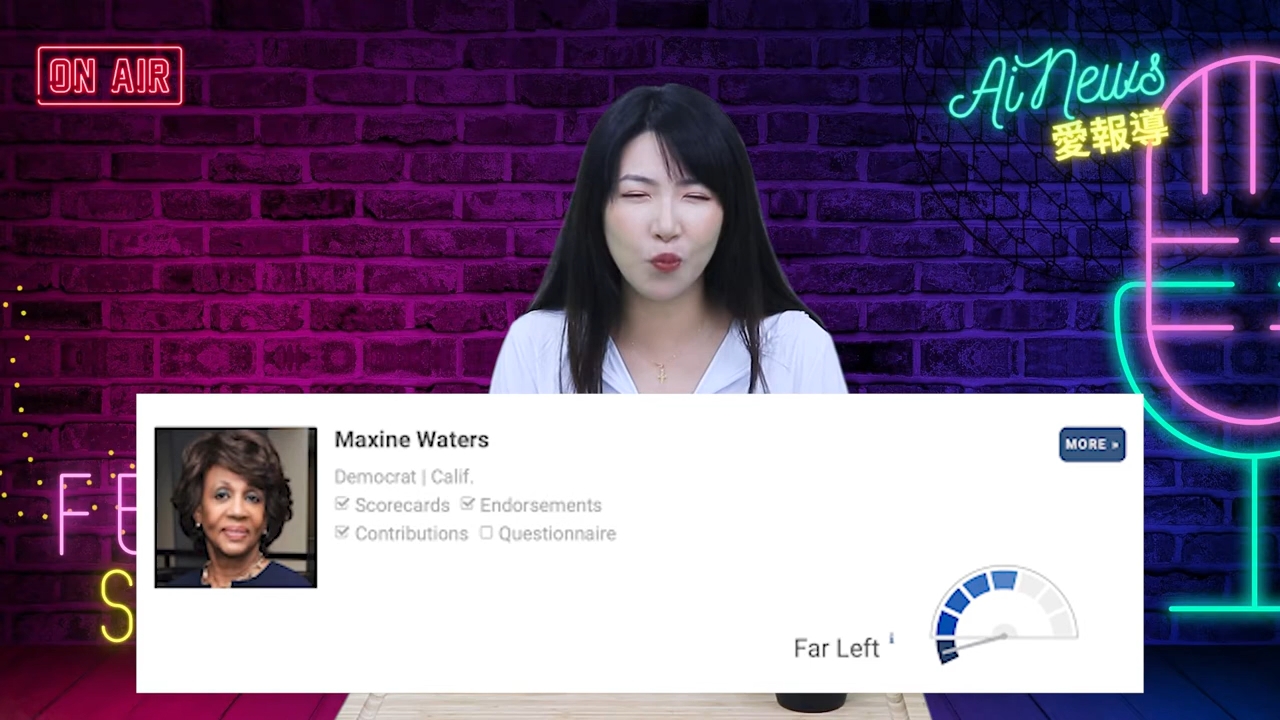 ON AIR
Ai News
愛報導
Maxine Waters
Democrat | Calif.
Scorecards Endorsements
Contributions Questionnaire
MORE »
Far Left i